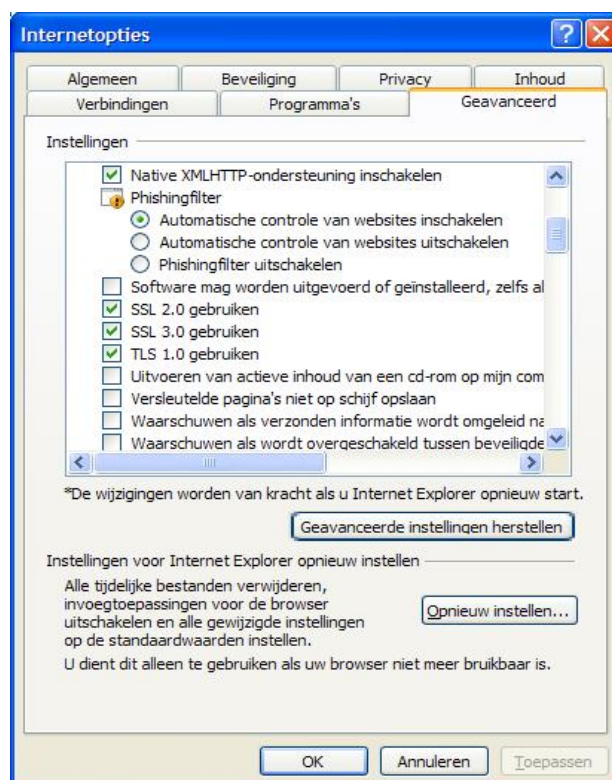 Internetopties
Algemeen Beveiliging Privacy Inhoud
Verbindingen Programma's Geavanceerd
Instellingen
Native XMLHTTP-ondersteuning inschakelen
Phishingfilter
Automatische controle van websites inschakelen
Automatische controle van websites uitschakelen
Phishingfilter uitschakelen
Software mag worden uitgevoerd of geïnstalleerd, zelfs al
SSL 2.0 gebruiken
SSL 3.0 gebruiken
TLS 1.0 gebruiken
Uitvoeren van actieve inhoud van een cd-rom op mijn com
Versleutelde pagina's niet op schijf opslaan
Waarschuwen als verzonden informatie wordt omgeleid na
Waarschuwen als wordt overgeschakeld tussen beveiligde
*De wijzigingen worden van kracht als u Internet Explorer opnieuw start.
Geavanceerde instellingen herstellen
Instellingen voor Internet Explorer opnieuw instellen
Alle tijdelijke bestanden verwijderen,
invoegtoepassingen voor de browser
uitschakelen en alle gewijzigde instellingen
op de standaardwaarden instellen.
Opnieuw instellen...
U dient dit alleen te gebruiken als uw browser niet meer bruikbaar is.
OK Annuleren Toepassen